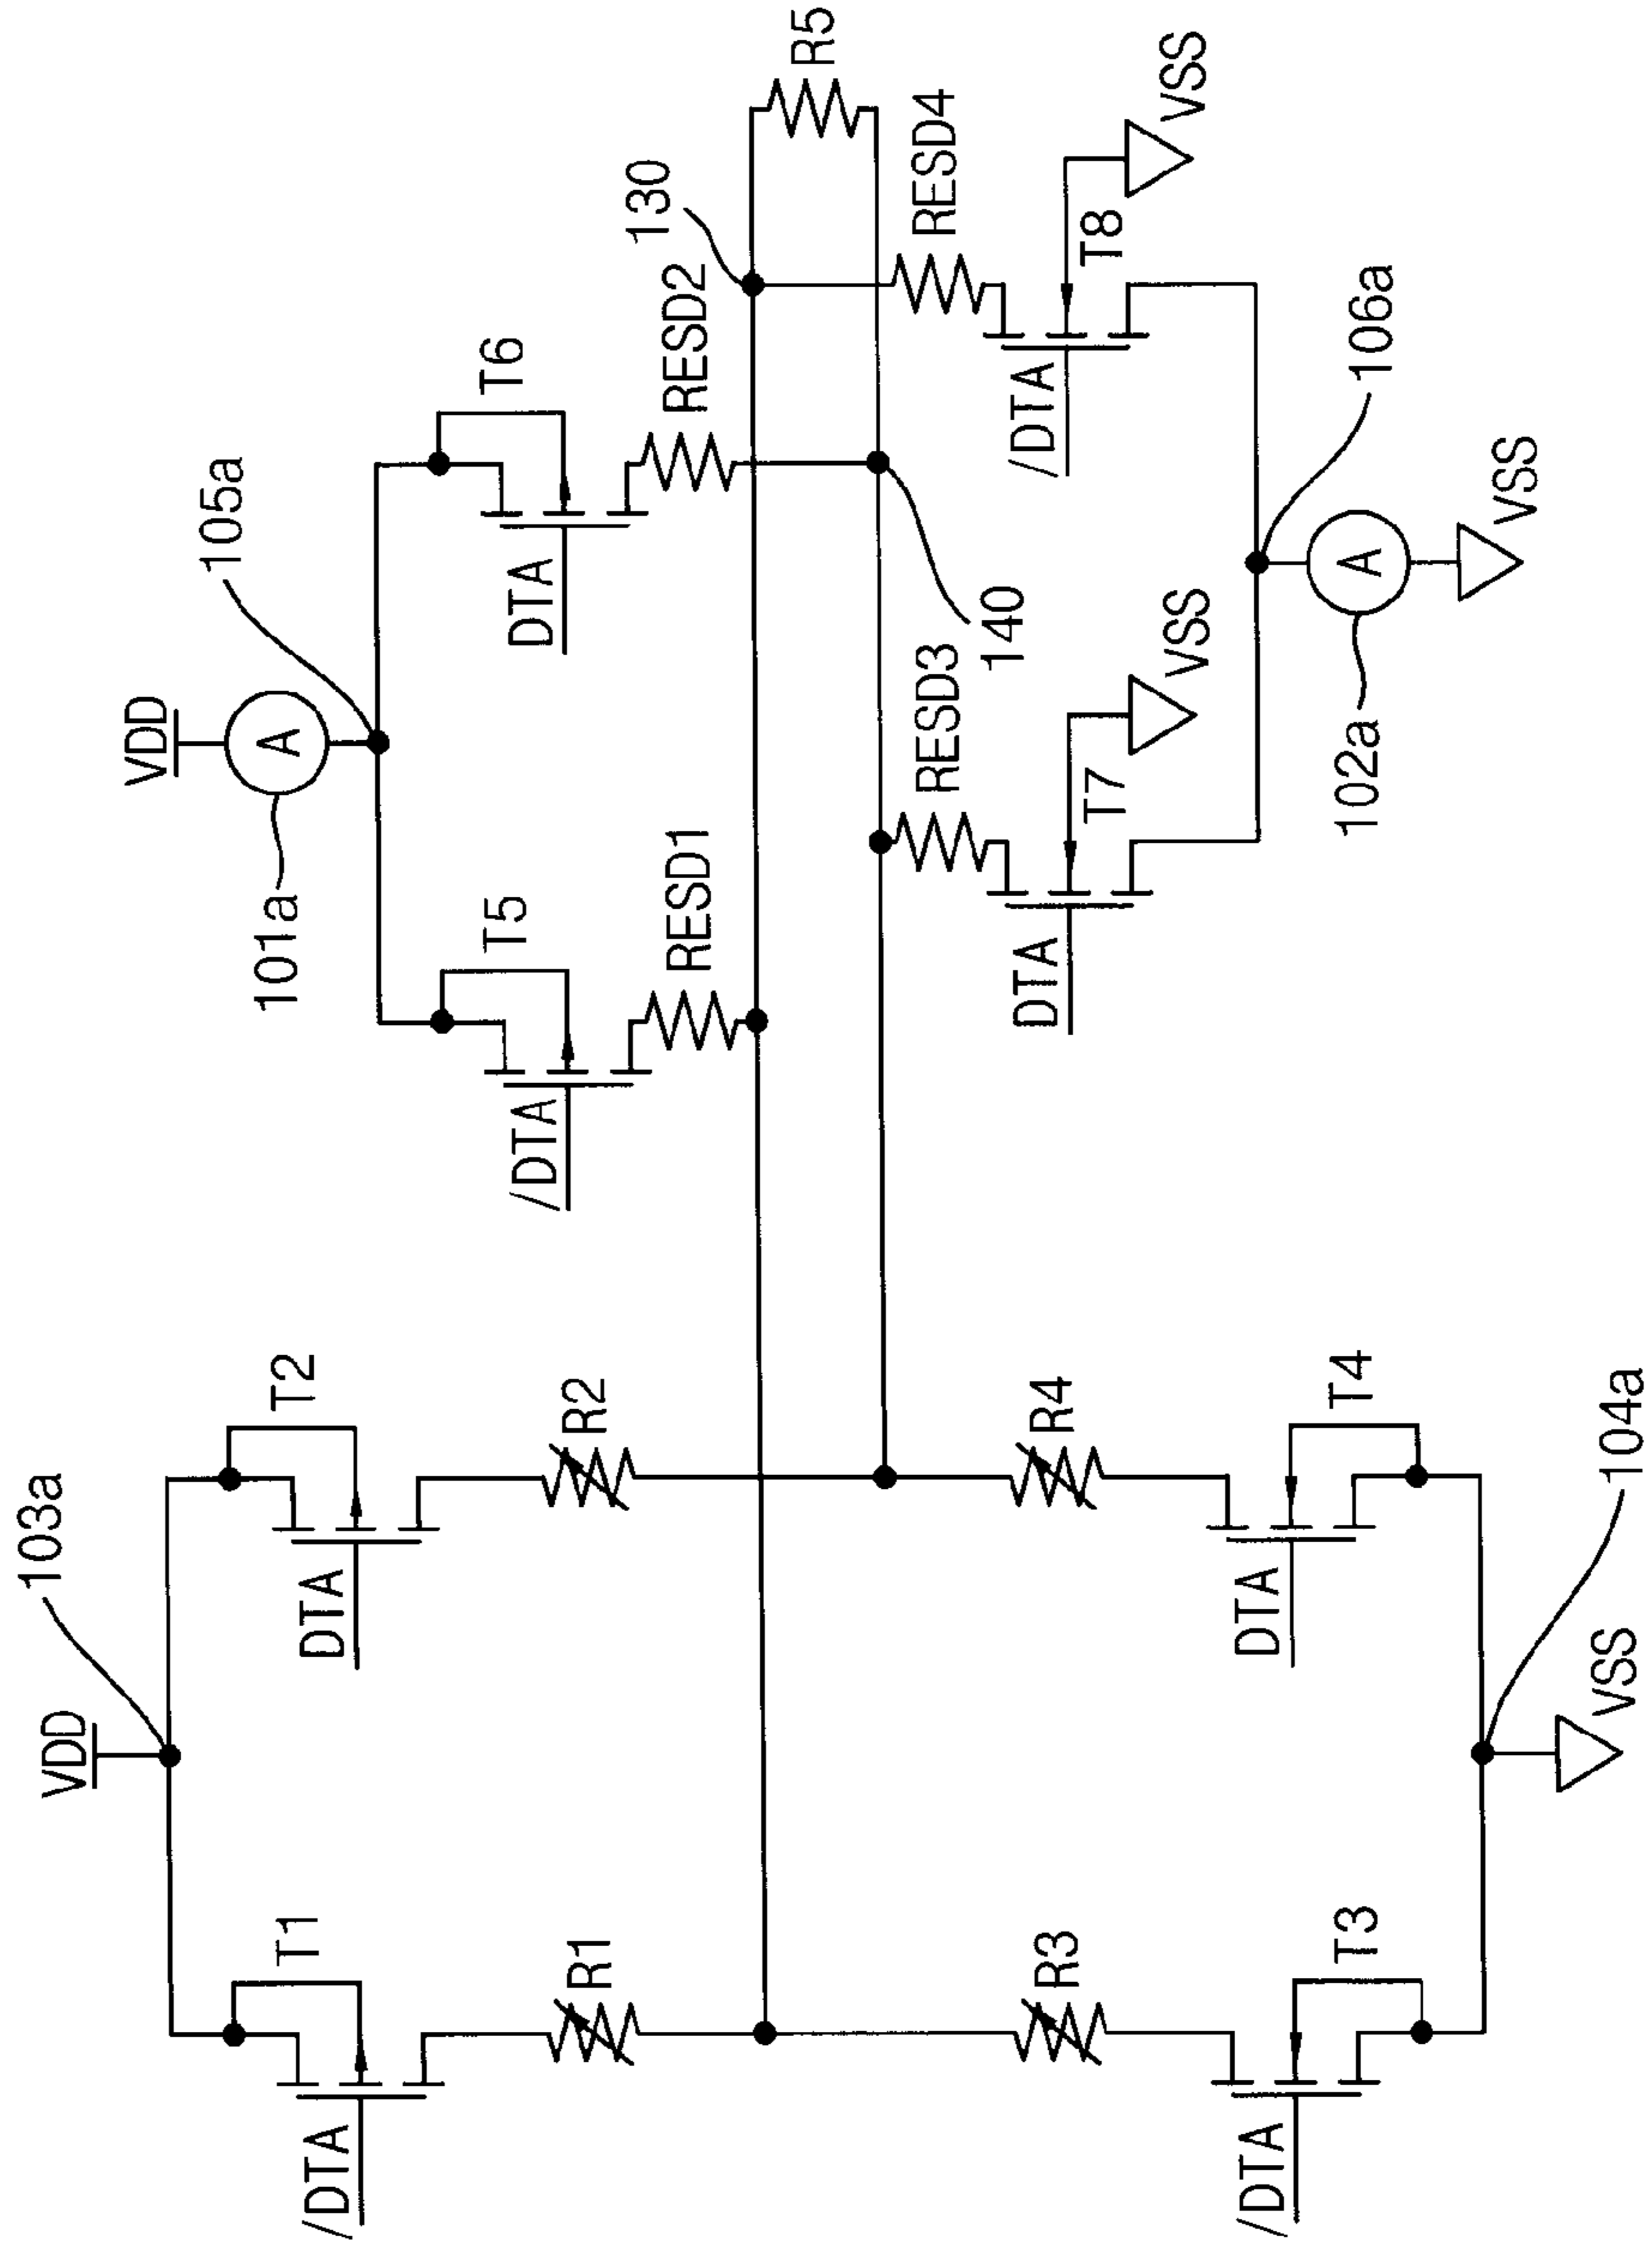 VDD
103a
T1
T2
/DTA
DTA
R1
R2
R3
R4
/DTA
T3
DTA
T4
104a
VSS
VDD
101a
A
105a
T5
T6
/DTA
DTA
RESD1
RESD2
130
R5
140
RESD3
RESD4
DTA
T7
VSS
/DTA
T8
VSS
106a
A
102a
VSS